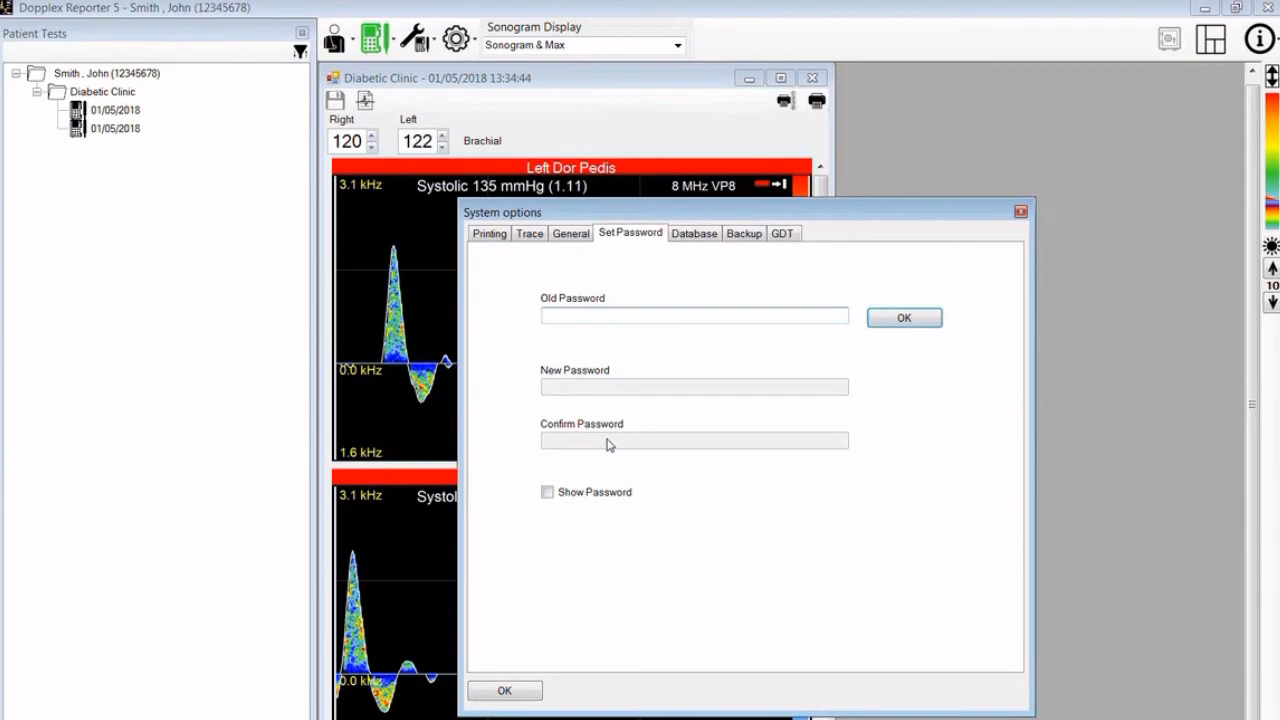 Dopplex Reporter 5 - Smith , John (12345678)
Patient Tests
Sonogram Display
Sonogram & Max
Smith , John (12345678)
Diabetic Clinic
01/05/2018
01/05/2018
Diabetic Clinic - 01/05/2018 13:34:44
Right
Left
120
122
Brachial
Left Dor Pedis
3.1 kHz
Systolic 135 mmHg (1.11)
8 MHz VP8
0.0 kHz
1.6 kHz
3.1 kHz
Systo
0.0 kHz
System options
Printing
Trace
General
Set Password
Database
Backup
GDT
Old Password
OK
New Password
Confirm Password
Show Password
OK
10